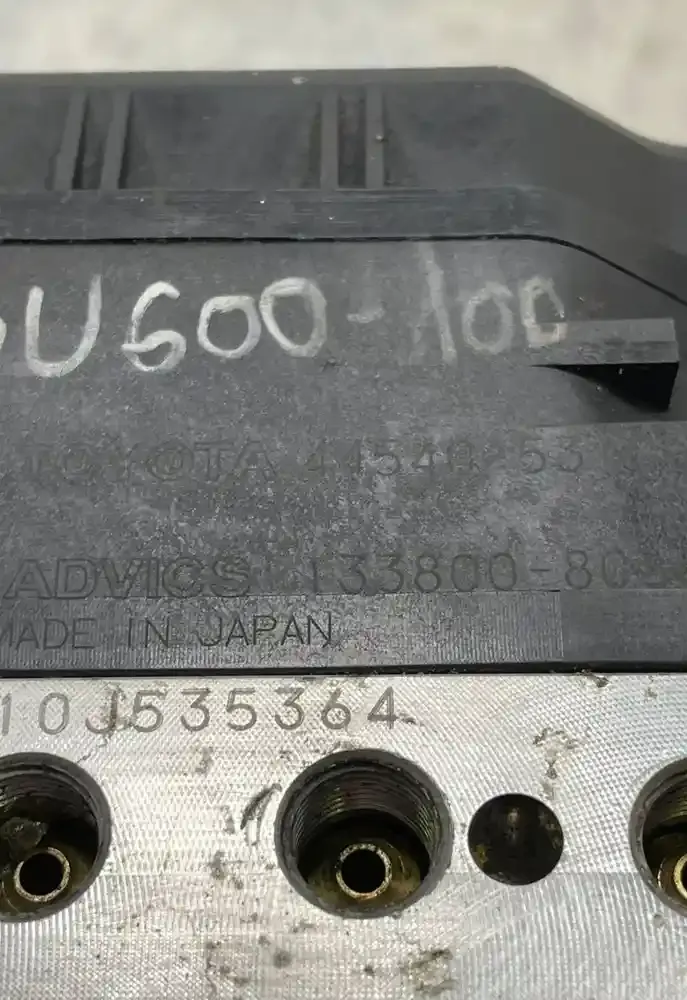 U600-100
TOYOTA 44540-53
ADVICS 133800-80
MADE IN JAPAN
10J535364